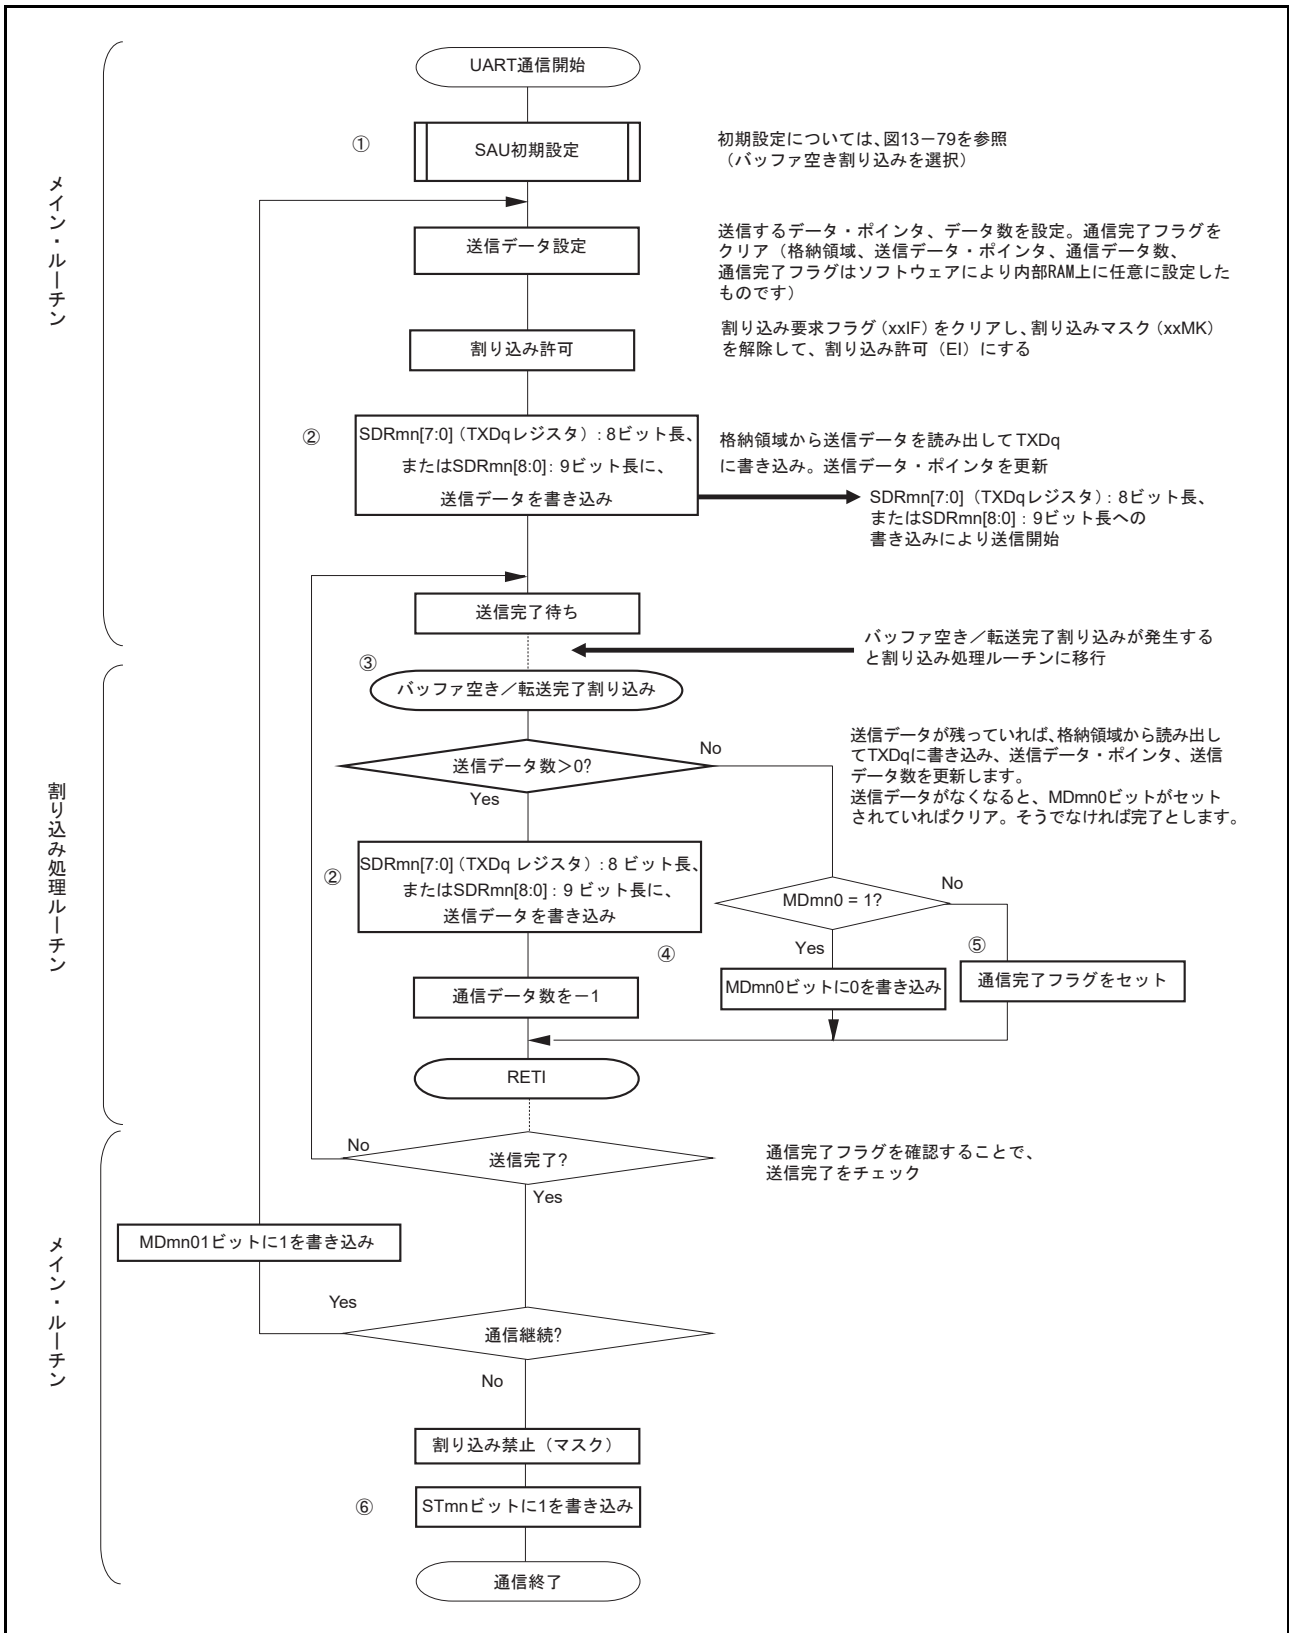 UART通信開始
①
SAU初期設定
初期設定については、図13－79を参照
（バッファ空き割り込みを選択）
メイン・ルーチン
送信データ設定
送信するデータ・ポインタ、データ数を設定。通信完了フラグを
クリア（格納領域、送信データ・ポインタ、通信データ数、
通信完了フラグはソフトウェアにより内部RAM上に任意に設定した
ものです）
割り込み許可
割り込み要求フラグ（xxIF）をクリアし、割り込みマスク（xxMK）
を解除して、割り込み許可（EI）にする
②
SDRmn[7:0]（TXDqレジスタ）：8ビット長、
またはSDRmn[8:0]：9ビット長に、
送信データを書き込み
格納領域から送信データを読み出してTXDq
に書き込み。送信データ・ポインタを更新
SDRmn[7:0]（TXDqレジスタ）：8ビット長、
またはSDRmn[8:0]：9ビット長への
書き込みにより送信開始
送信完了待ち
バッファ空き／転送完了割り込みが発生する
と割り込み処理ルーチンに移行
③
バッファ空き／転送完了割り込み
割り込み処理ルーチン
送信データ数＞0?
No
Yes
送信データが残っていれば、格納領域から読み出し
てTXDqに書き込み、送信データ・ポインタ、送信
データ数を更新します。
送信データがなくなると、MDmn0ビットがセット
されていればクリア。そうでなければ完了とします。
②
SDRmn[7:0]（TXDq レジスタ）：8 ビット長、
またはSDRmn[8:0]：9 ビット長に、
送信データを書き込み
MDmn0 = 1?
No
Yes
④
MDmn0ビットに0を書き込み
⑤
通信完了フラグをセット
通信データ数を－1
RETI
送信完了?
No
Yes
通信完了フラグを確認することで、
送信完了をチェック
メイン・ルーチン
MDmn01ビットに1を書き込み
Yes
通信継続?
No
割り込み禁止（マスク）
⑥
STmnビットに1を書き込み
通信終了